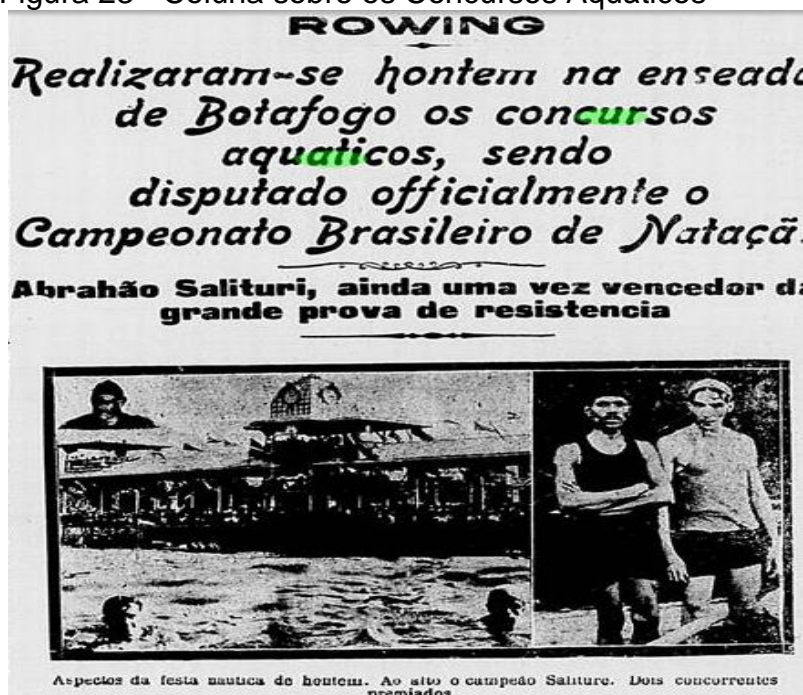 Figura 28 - Coluna sobre os Concursos Aquáticos
ROWING
Realizaram-se hontem na enseada
de Botafogo os concursos
aquaticos, sendo
disputado officialmente o
Campeonato Brasileiro de Nataçã
Abrahão Salituri, ainda uma vez vencedor da
grande prova de resistencia
Aspectos da festa nautica de hontem. Ao alto o campeão Saliture. Dois concorrentes
premiados